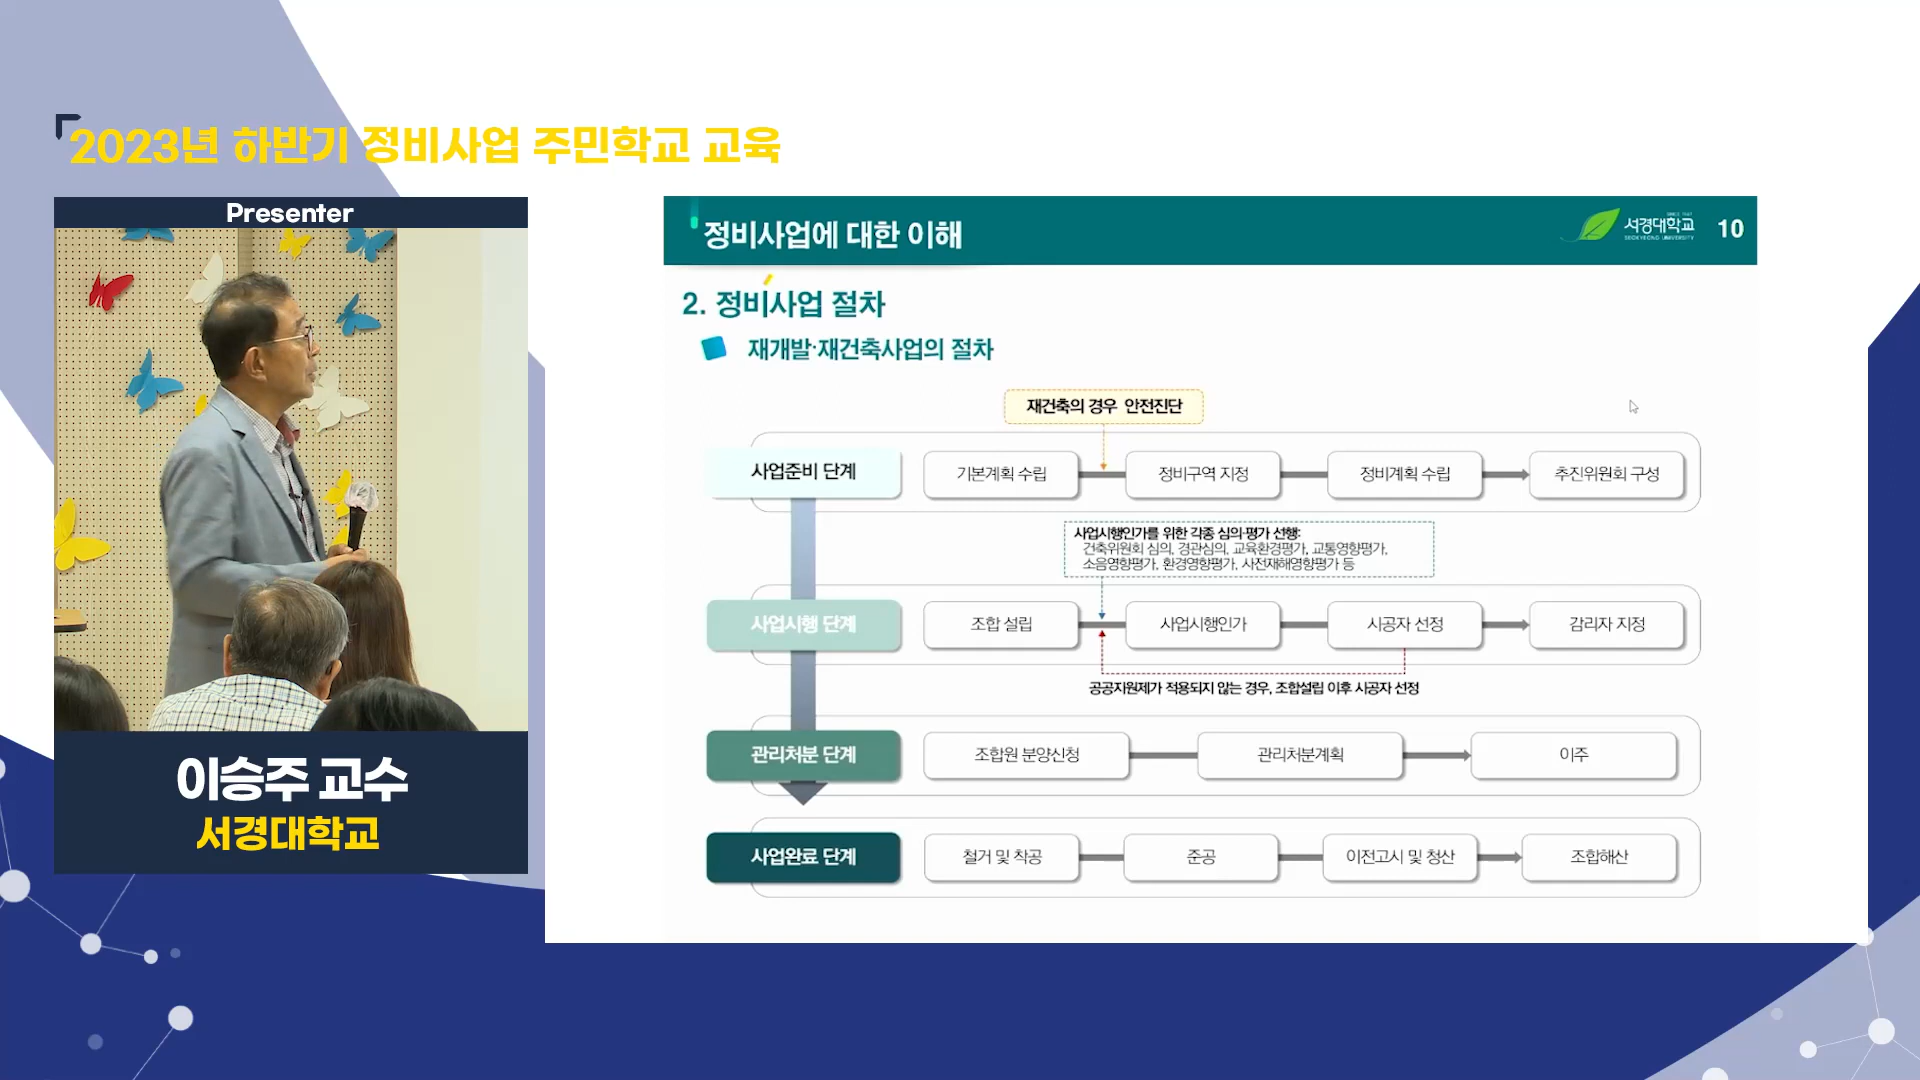 2023년 하반기 정비사업 주민학교 교육
Presenter
이승주 교수
서경대학교
정비사업에 대한 이해
서경대학교
SEOKYEONG UNIVERSITY
10
2. 정비사업 절차
재개발·재건축사업의 절차
재건축의 경우 안전진단
사업준비 단계
기본계획 수립
정비구역 지정
정비계획 수립
추진위원회 구성
사업시행인가를 위한 각종 심의·평가 선행:
건축위원회 심의, 경관심의, 교육환경평가, 교통영향평가,
소음영향평가, 환경영향평가, 사전재해영향평가 등
사업시행 단계
조합 설립
사업시행인가
시공자 선정
감리자 지정
공공지원제가 적용되지 않는 경우, 조합설립 이후 시공자 선정
관리처분 단계
조합원 분양신청
관리처분계획
이주
사업완료 단계
철거 및 착공
준공
이전고시 및 청산
조합해산